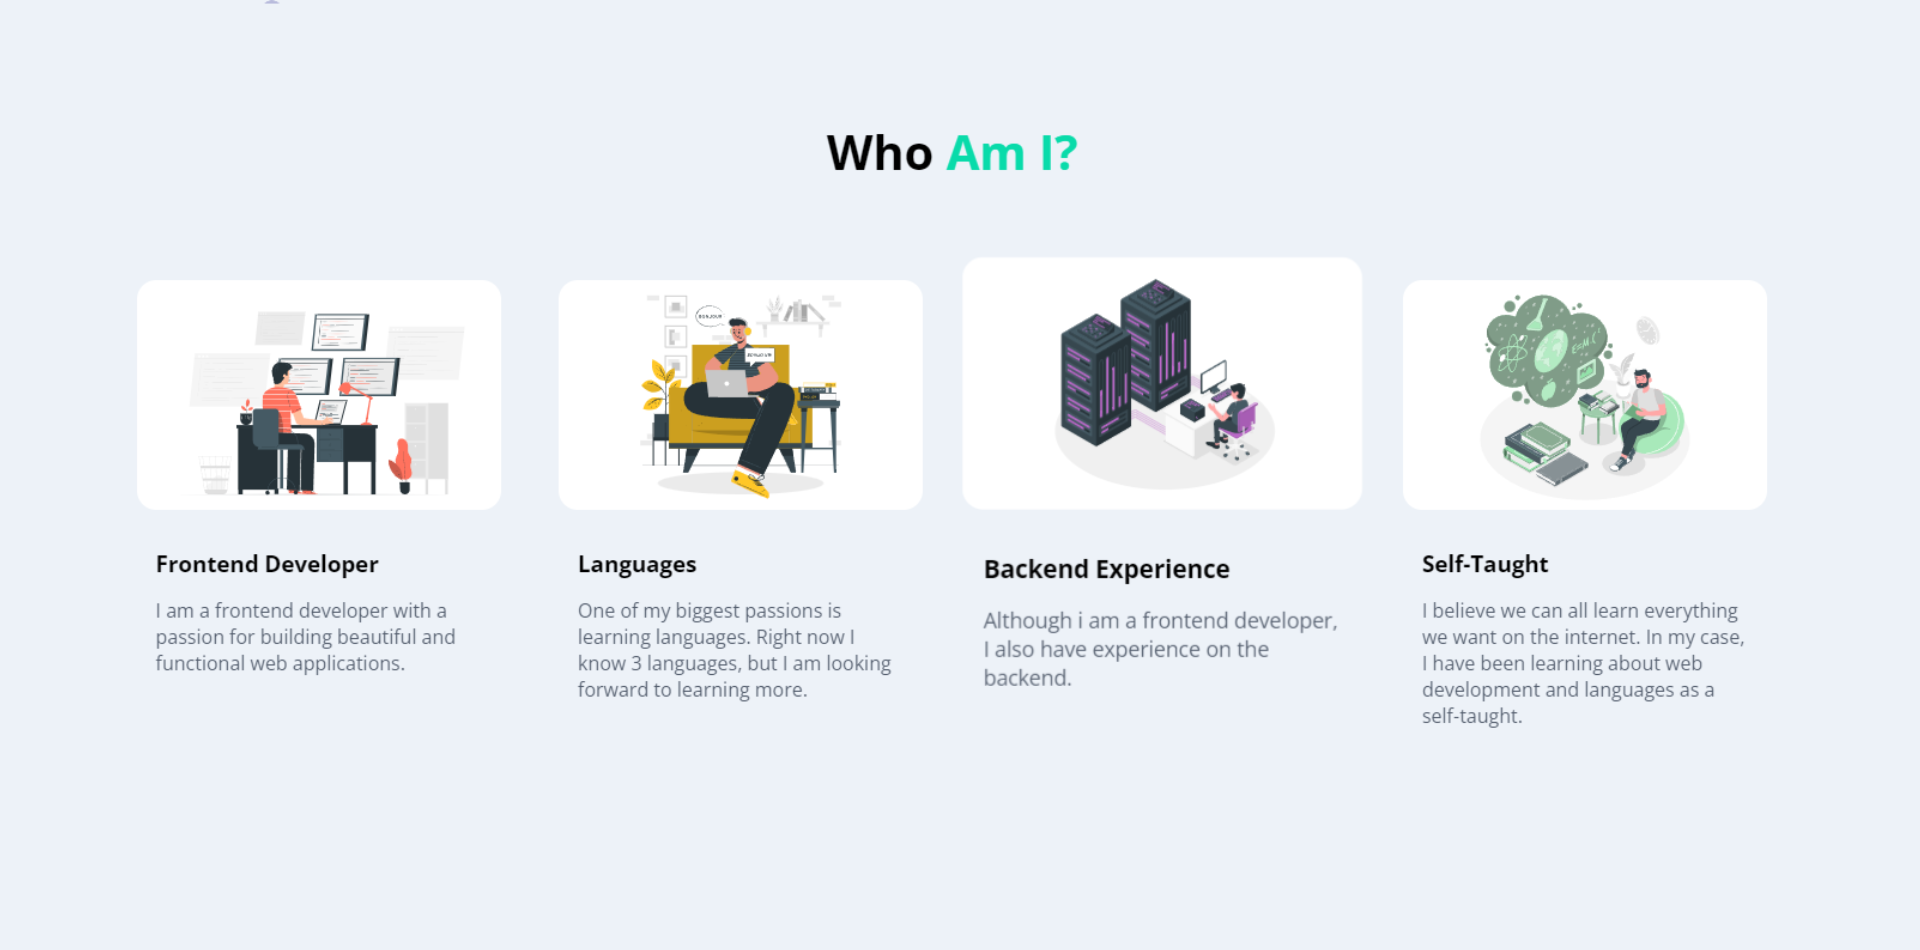 Who Am I?
BONJOUR
Frontend Developer
I am a frontend developer with a
passion for building beautiful and
functional web applications.
Languages
One of my biggest passions is
learning languages. Right now I
know 3 languages, but I am looking
forward to learning more.
Backend Experience
Although i am a frontend developer,
I also have experience on the
backend.
Self-Taught
I believe we can all learn everything
we want on the internet. In my case,
I have been learning about web
development and languages as a
self-taught.